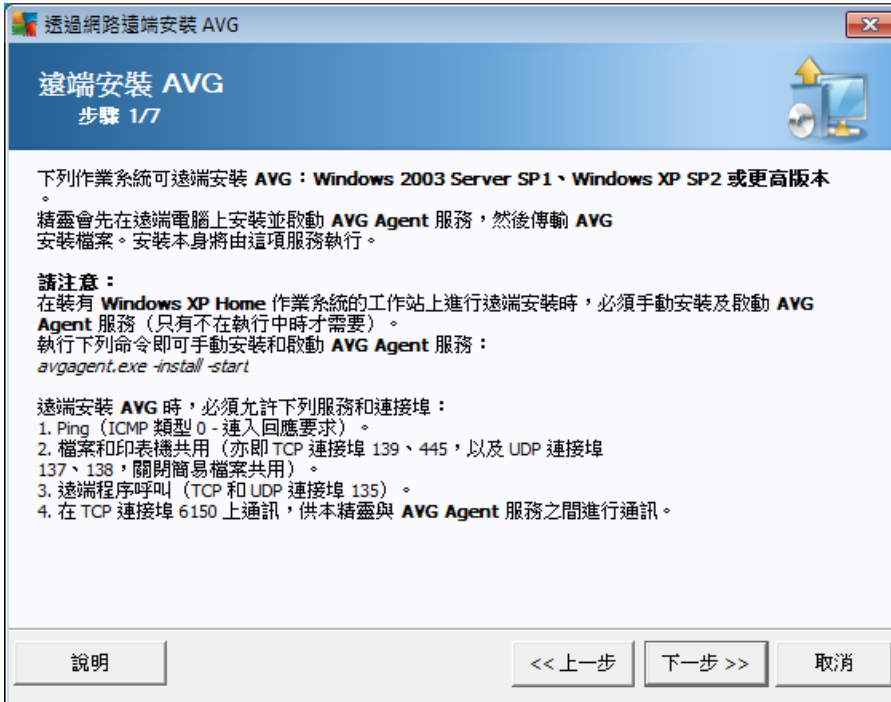 透過網路遠端安裝 AVG
遠端安裝 AVG
步驟 1/7
下列作業系統可遠端安裝 AVG：Windows 2003 Server SP1、Windows XP SP2 或更高版本
。
精靈會先在遠端電腦上安裝並啟動 AVG Agent 服務，然後傳輸 AVG
安裝檔案。安裝本身將由這項服務執行。
請注意：
在裝有 Windows XP Home 作業系統的工作站上進行遠端安裝時，必須手動安裝及啟動 AVG
Agent 服務（只有不在執行中時才需要）。
執行下列命令即可手動安裝和啟動 AVG Agent 服務：
avgagent.exe -install -start
遠端安裝 AVG 時，必須允許下列服務和連接埠：
1. Ping（ICMP 類型 0 - 連入回應要求）。
2. 檔案和印表機共用（亦即 TCP 連接埠 139、445，以及 UDP 連接埠
137、138，關閉簡易檔案共用）。
3. 遠端程序呼叫（TCP 和 UDP 連接埠 135）。
4. 在 TCP 連接埠 6150 上通訊，供本精靈與 AVG Agent 服務之間進行通訊。
說明
<< 上一步
下一步 >>
取消